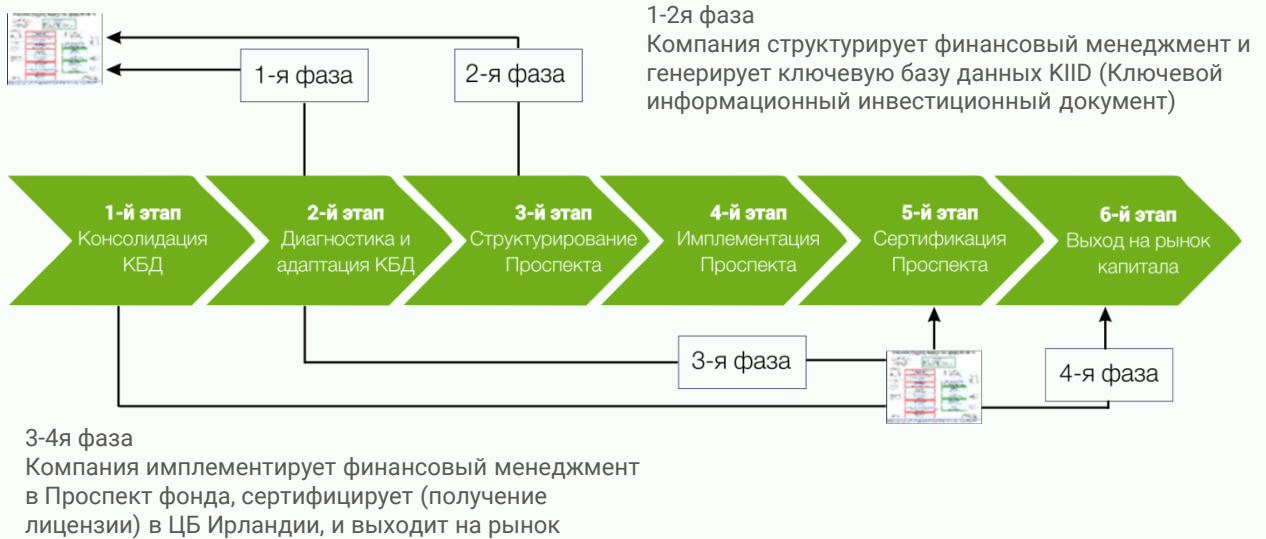 1-2я фаза
Компания структурирует финансовый менеджмент и
генерирует ключевую базу данных KIID (Ключевой
информационный инвестиционный документ)
1-я фаза
2-я фаза
1-й этап
Консолидация
КБД
2-й этап
Диагностика и
адаптация КБД
3-й этап
Структурирование
Проспекта
4-й этап
Имплементация
Проспекта
5-й этап
Сертификация
Проспекта
6-й этап
Выход на рынок
капитала
3-я фаза
4-я фаза
3-4я фаза
Компания имплементирует финансовый менеджмент
в Проспект фонда, сертифицирует (получение
лицензии) в ЦБ Ирландии, и выходит на рынок